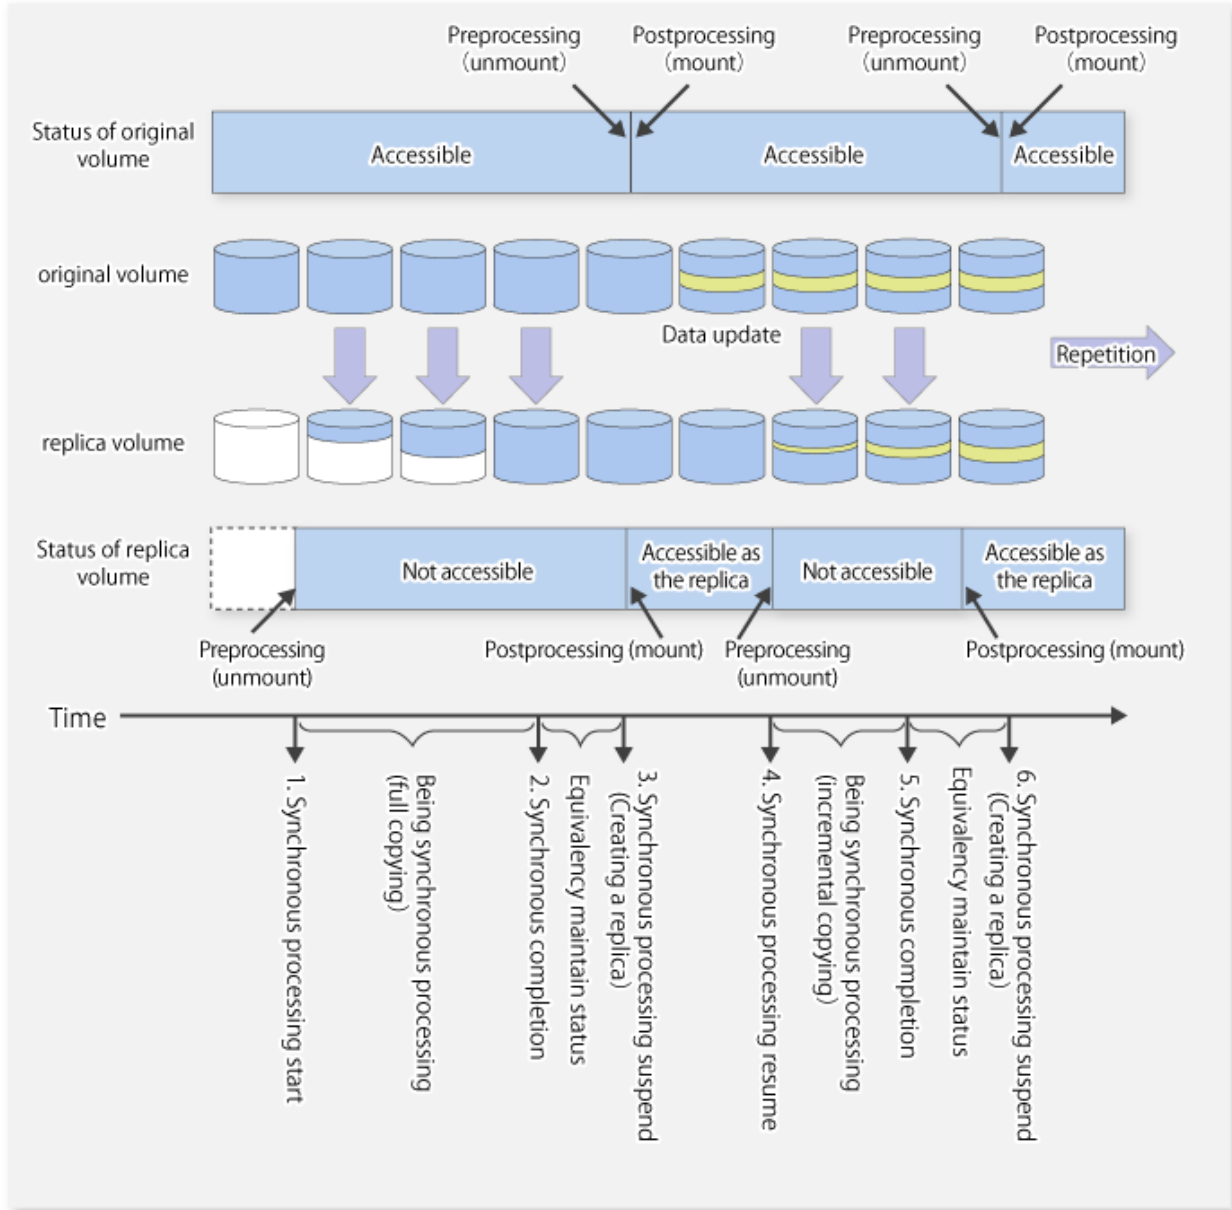 Preprocessing
(unmount)
Postprocessing
(mount)
Preprocessing
(unmount)
Postprocessing
(mount)
Status of original
volume
Accessible
Accessible
Accessible
original volume
Data update
Repetition
replica volume
Status of replica
volume
Not accessible
Accessible as
the replica
Not accessible
Accessible as
the replica
Preprocessing
(unmount)
Postprocessing (mount)
Preprocessing
(unmount)
Postprocessing (mount)
Time
1. Synchronous processing start
Being synchronous processing
(full copying)
2. Synchronous completion
Equivalency maintain status
3. Synchronous processing suspend
(Creating a replica)
4. Synchronous processing resume
Being synchronous processing
(incremental copying)
5. Synchronous completion
Equivalency maintain status
6. Synchronous processing suspend
(Creating a replica)